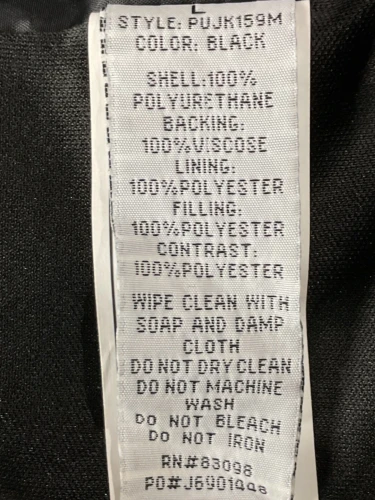 L
STYLE: PUJK159M
COLOR: BLACK
SHELL:100%
POLYURETHANE
BACKING:
100%VISCOSE
LINING:
100%POLYESTER
FILLING:
100%POLYESTER
CONTRAST:
100%POLYESTER
WIPE CLEAN WITH
SOAP AND DAMP
CLOTH
DO NOT DRY CLEAN
DO NOT MACHINE
WASH
DO NOT BLEACH
DO NOT IRON
RN#83098